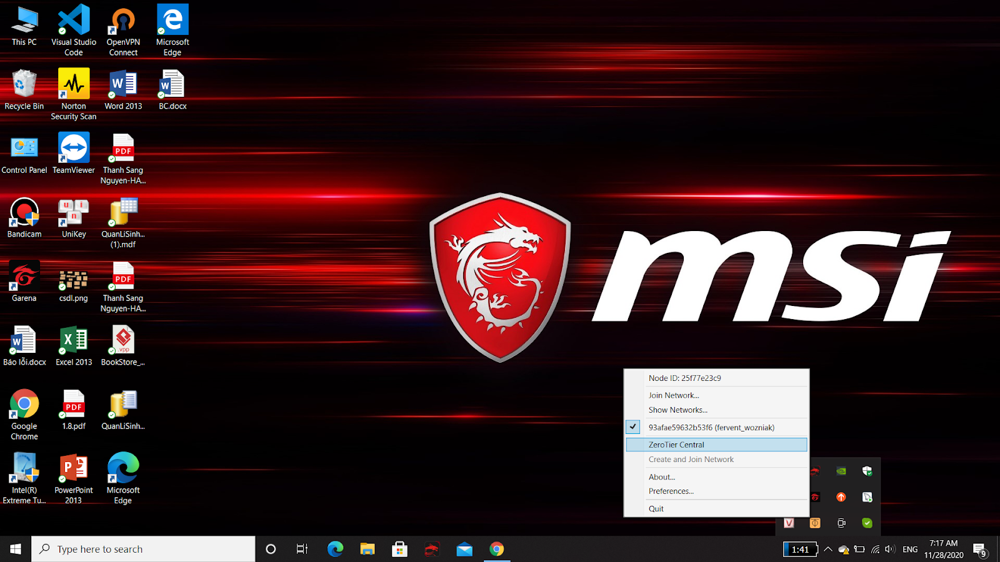 This PC
Visual Studio
Code
OpenVPN
Connect
Microsoft
Edge
Recycle Bin
Norton
Security Scan
Word 2013
BC.docx
Control Panel
TeamViewer
PDF
Thanh Sang
Nguyen-HA...
Bandicam
u i
n
UniKey
QuanLiSinh...
(1).mdf
Garena
csdl.png
PDF
Thanh Sang
Nguyen-HA...
Báo lỗi.docx
Excel 2013
.vpp
BookStore_...
Google
Chrome
PDF
1.8.pdf
QuanLiSinh...
Intel(R)
Extreme Tu...
PowerPoint
2013
Microsoft
Edge
msi
Node ID: 25f77e23c9
Join Network...
Show Networks...
93afae59632b53f6 (fervent_wozniak)
ZeroTier Central
Create and Join Network
About...
Preferences...
Quit
Type here to search
1:41
ENG
7:17 AM
11/28/2020
9